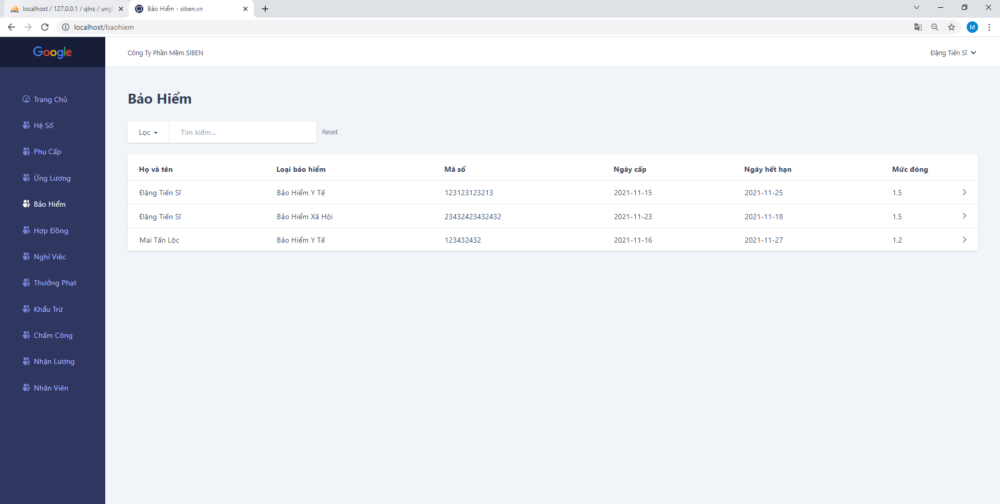 localhost / 127.0.0.1 / qlns / ungl
Bảo Hiểm - siben.vn
localhost/baohiem
M
Google
Công Ty Phần Mềm SIBEN
Đặng Tiến Sĩ
Trang Chủ
Hệ Số
Phụ Cấp
Ứng Lương
Bảo Hiểm
Hợp Đồng
Nghỉ Việc
Thưởng Phạt
Khấu Trừ
Chấm Công
Nhận Lương
Nhân Viên
Bảo Hiểm
Lọc Tìm kiếm... Reset
Họ và tên Loại bảo hiểm Mã số Ngày cấp Ngày hết hạn Mức đóng
Đặng Tiến Sĩ Bảo Hiểm Y Tế 123123123213 2021-11-15 2021-11-25 1.5
Đặng Tiến Sĩ Bảo Hiểm Xã Hội 23432423432432 2021-11-23 2021-11-18 1.5
Mai Tấn Lộc Bảo Hiểm Y Tế 123432432 2021-11-16 2021-11-27 1.2